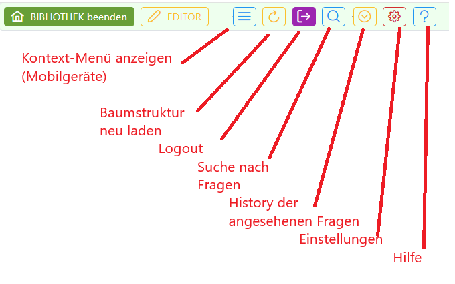 BIBLIOTHEK beenden
EDITOR
Kontext-Menü anzeigen
(Mobilgeräte)
Baumstruktur
neu laden
Logout
Suche nach
Fragen
History der
angesehenen Fragen
Einstellungen
Hilfe